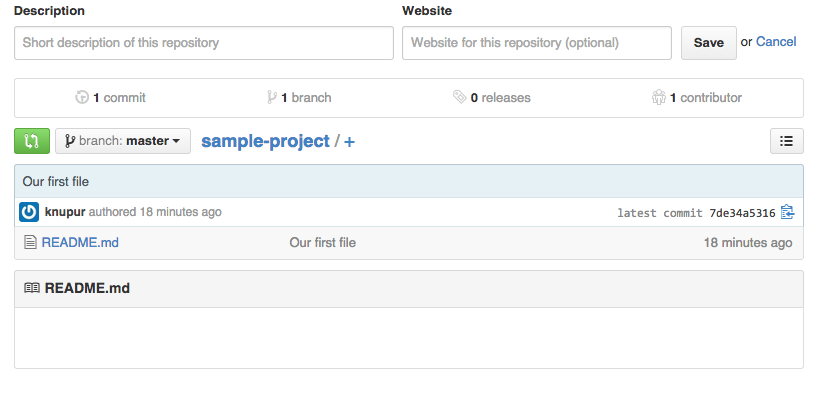 Description Website
Short description of this repository Website for this repository (optional) Save or Cancel
1 commit 1 branch 0 releases 1 contributor
branch: master sample-project / +
Our first file
knupur authored 18 minutes ago latest commit 7de34a5316
README.md Our first file 18 minutes ago
README.md